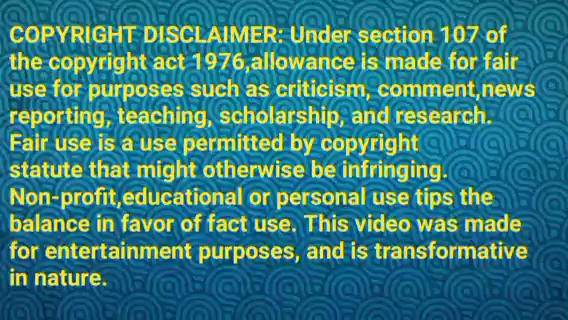 COPYRIGHT DISCLAIMER: Under section 107 of
the copyright act 1976,allowance is made for fair
use for purposes such as criticism, comment,news
reporting, teaching, scholarship, and research.
Fair use is a use permitted by copyright
statute that might otherwise be infringing.
Non-profit,educational or personal use tips the
balance in favor of fact use. This video was made
for entertainment purposes, and is transformative
in nature.